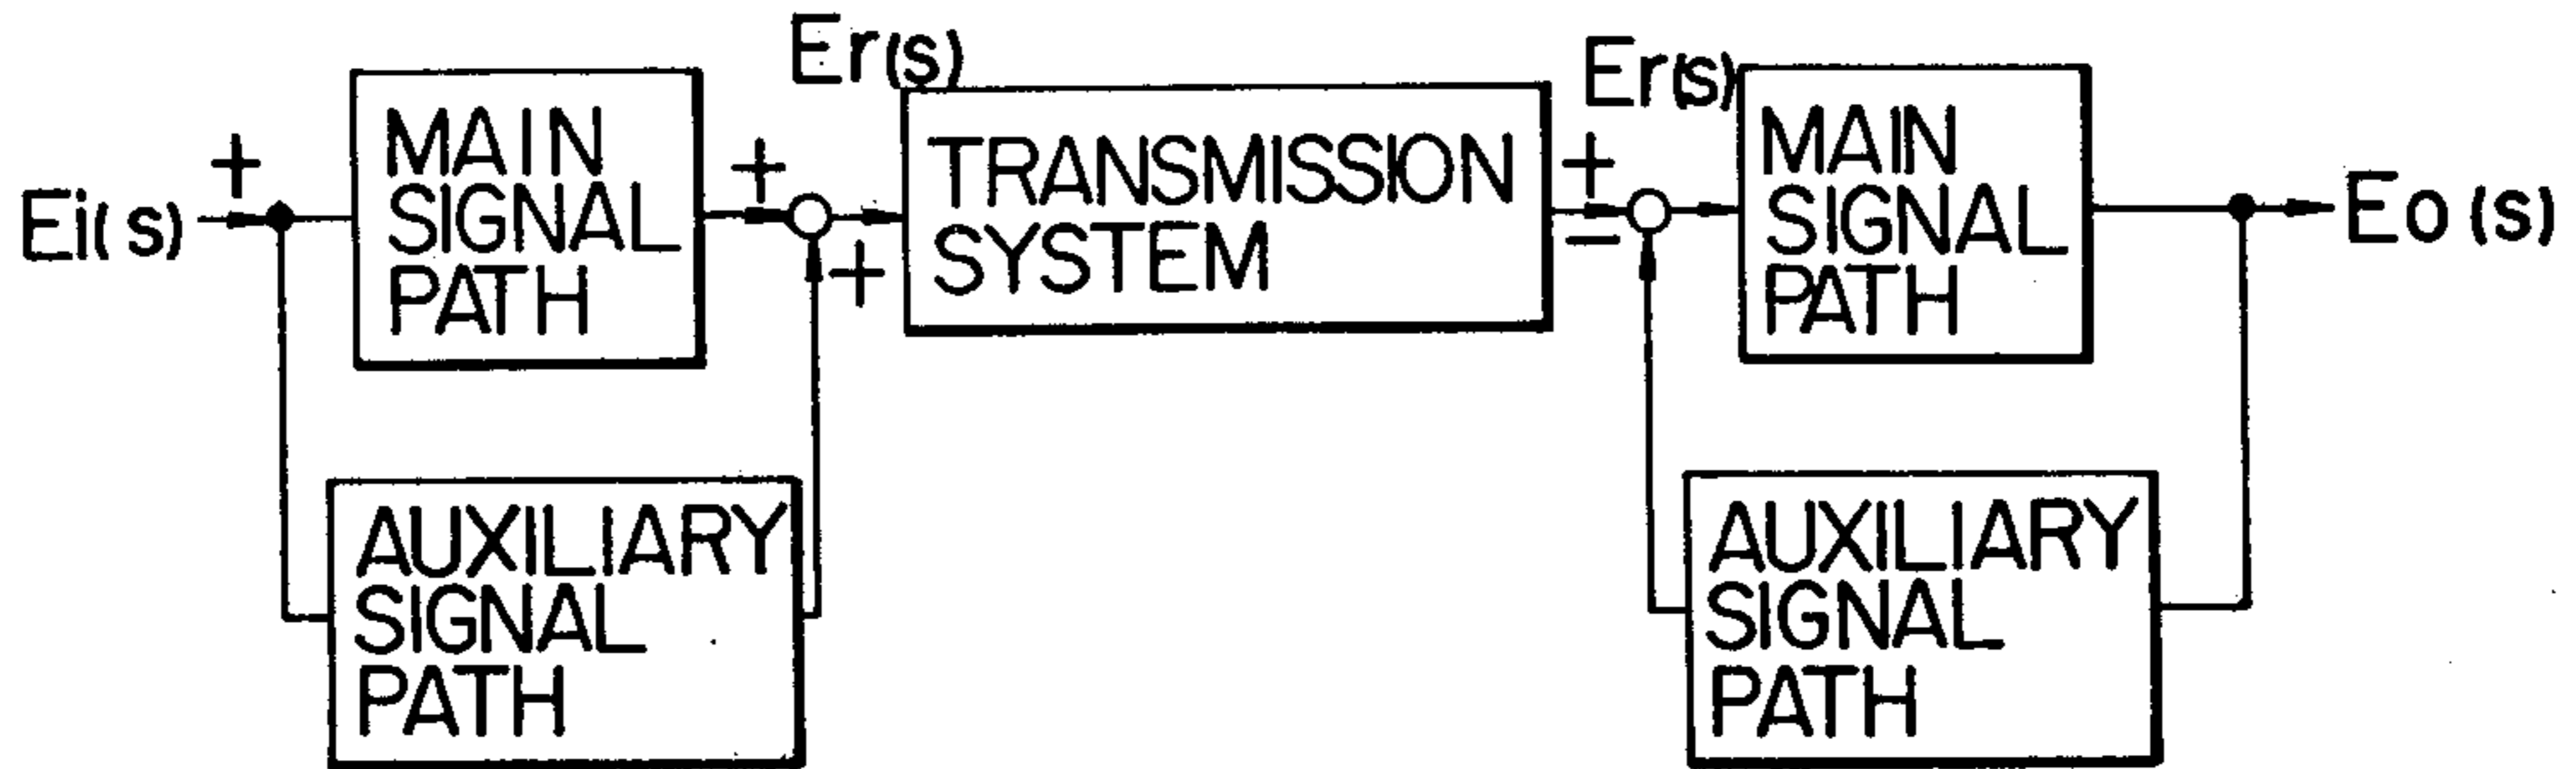 Ei(s)
+
MAIN
SIGNAL
PATH
+
+
Er(s)
TRANSMISSION
SYSTEM
+
−
Er(s)
MAIN
SIGNAL
PATH
Eo(s)
AUXILIARY
SIGNAL
PATH
AUXILIARY
SIGNAL
PATH